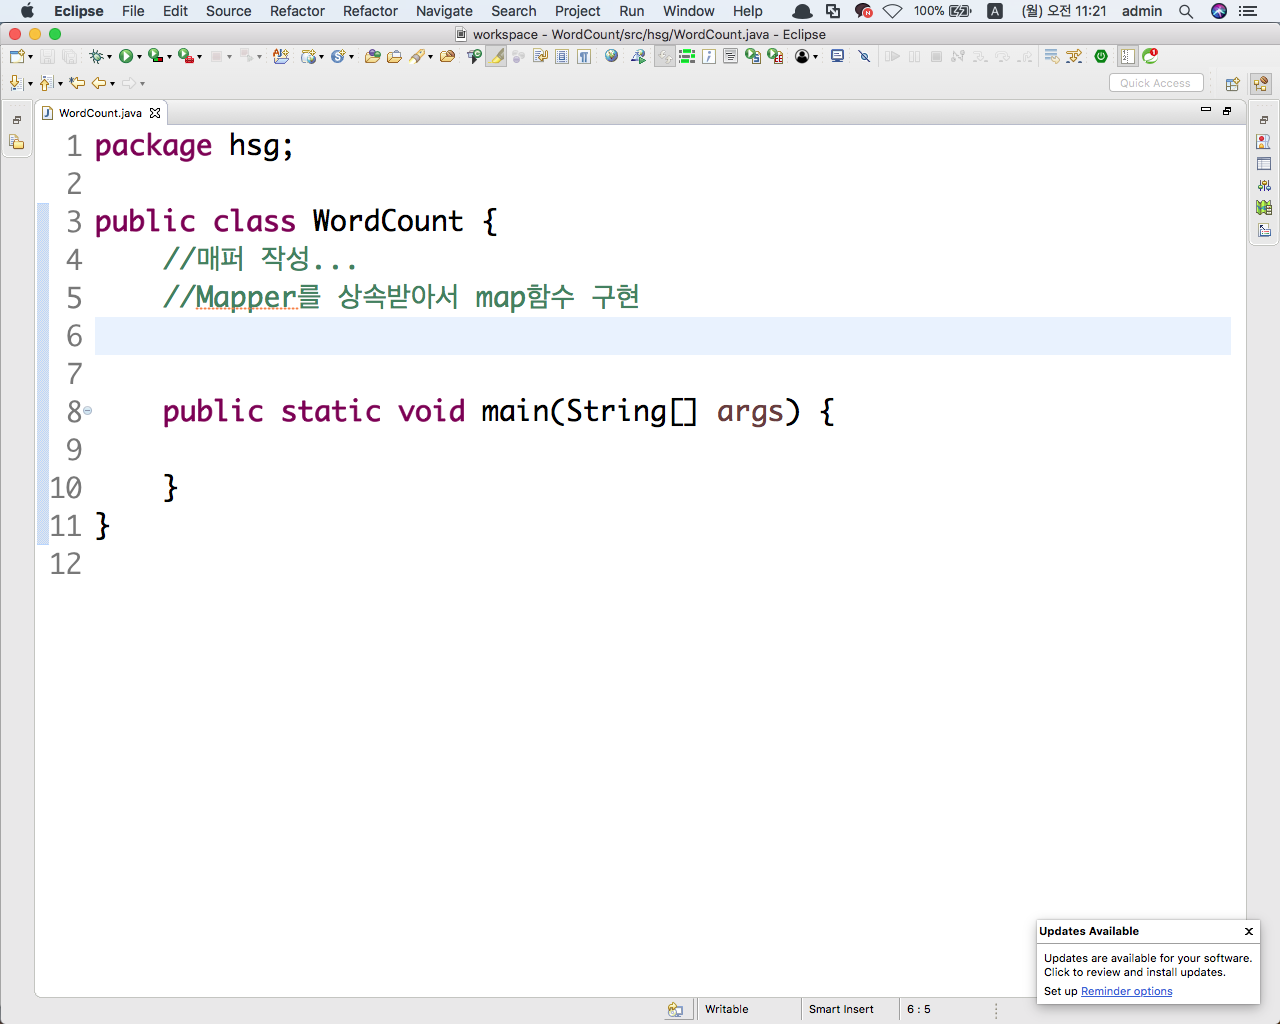 Eclipse File Edit Source Refactor Refactor Navigate Search Project Run Window Help 100% A (월) 오전 11:21 admin
workspace - WordCount/src/hsg/WordCount.java - Eclipse
Quick Access
WordCount.java
1 package hsg;
2
3 public class WordCount {
4 //매퍼 작성...
5 //Mapper를 상속받아서 map함수 구현
6
7
8 public static void main(String[] args) {
9
10 }
11 }
12
Updates Available x
Updates are available for your software.
Click to review and install updates.
Set up Reminder options
Writable Smart Insert 6 : 5